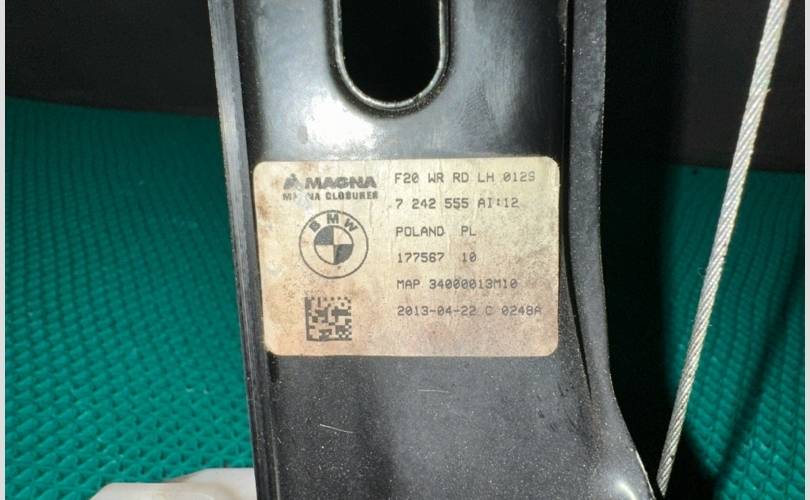 MAGNA
MAGNA CLOSURES
BMW
F20 WR RD LH 0129
7 242 555 AI:12
POLAND PL
177567 10
MAP 34000013M10
2013-04-22 C 0248A